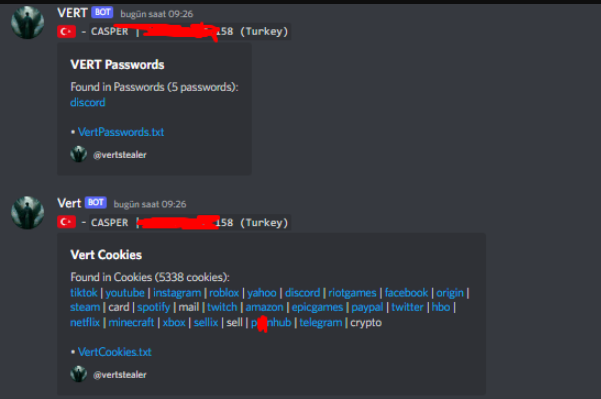 VERT BOT bugün saat 09:26
- CASPER | 158 (Turkey)
VERT Passwords
Found in Passwords (5 passwords):
discord
• VertPasswords.txt
@vertstealer
Vert BOT bugün saat 09:26
- CASPER | 158 (Turkey)
Vert Cookies
Found in Cookies (5338 cookies):
tiktok | youtube | instagram | roblox | yahoo | discord | riotgames | facebook | origin |
steam | card | spotify | mail | twitch | amazon | epicgames | paypal | twitter | hbo |
netflix | minecraft | xbox | sellix | sell | p nhub | telegram | crypto
• VertCookies.txt
@vertstealer